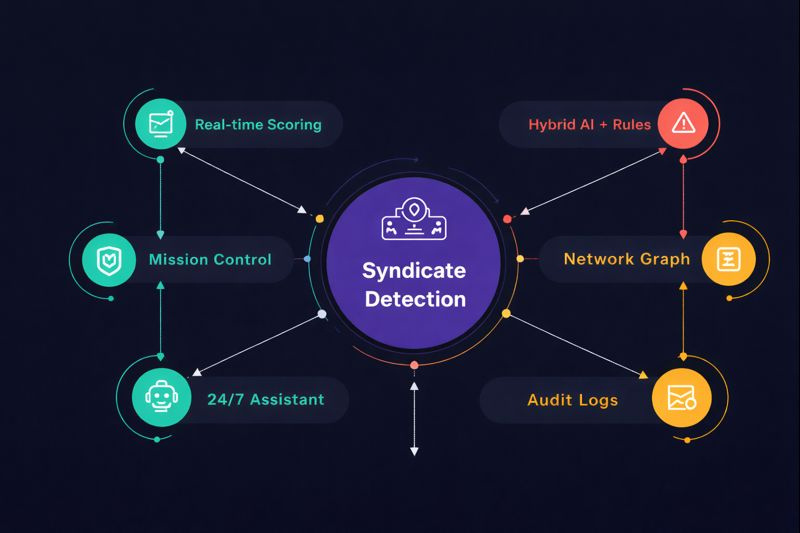 Real-time Scoring
Hybrid AI + Rules
Mission Control
Syndicate
Detection
Network Graph
24/7 Assistant
Audit Logs